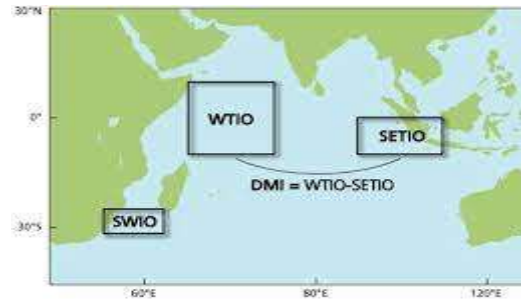 30°N
WTIO
0°
SETIO
DMI = WTIO-SETIO
SWIO
30°S
60°E
80°E
120°E